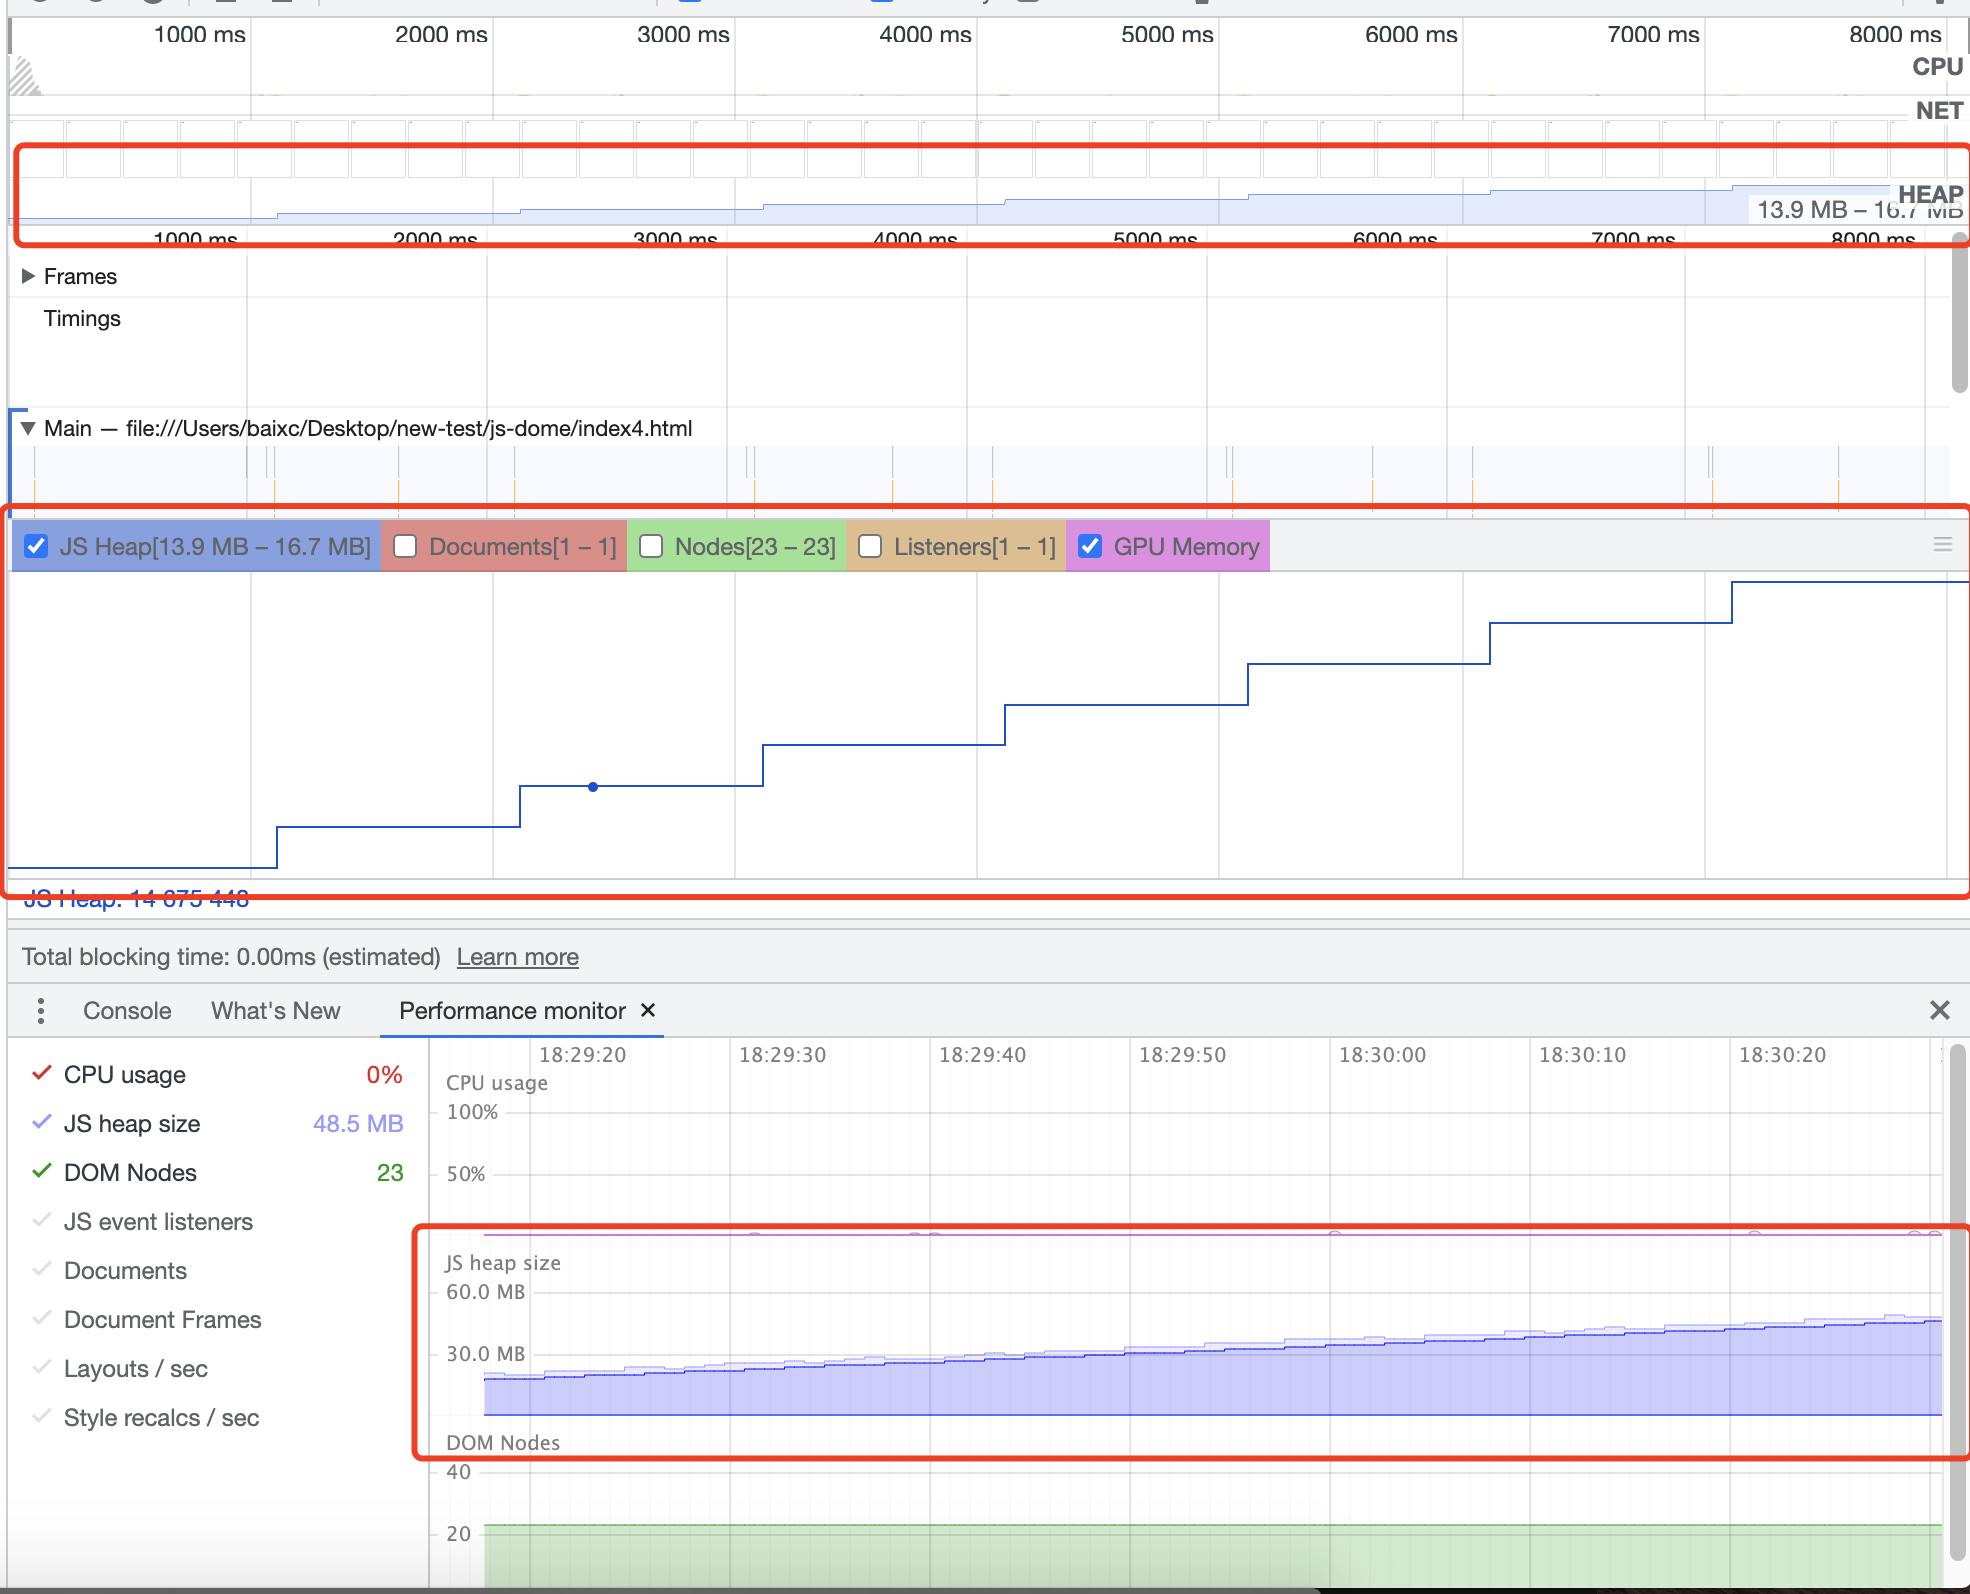 1000 ms 2000 ms 3000 ms 4000 ms 5000 ms 6000 ms 7000 ms 8000 ms
CPU
NET
HEAP
13.9 MB – 16.7 MB
1000 ms 2000 ms 3000 ms 4000 ms 5000 ms 6000 ms 7000 ms 8000 ms
Frames
Timings
Main — file:///Users/baixc/Desktop/new-test/js-dome/index4.html
JS Heap[13.9 MB – 16.7 MB] Documents[1 – 1] Nodes[23 – 23] Listeners[1 – 1] GPU Memory
JS Heap: 14 675 448
Total blocking time: 0.00ms (estimated) Learn more
Console What's New Performance monitor
18:29:20 18:29:30 18:29:40 18:29:50 18:30:00 18:30:10 18:30:20
CPU usage 0%
JS heap size 48.5 MB
DOM Nodes 23
JS event listeners
Documents
Document Frames
Layouts / sec
Style recalcs / sec
CPU usage
100%
50%
JS heap size
60.0 MB
30.0 MB
DOM Nodes
40
20